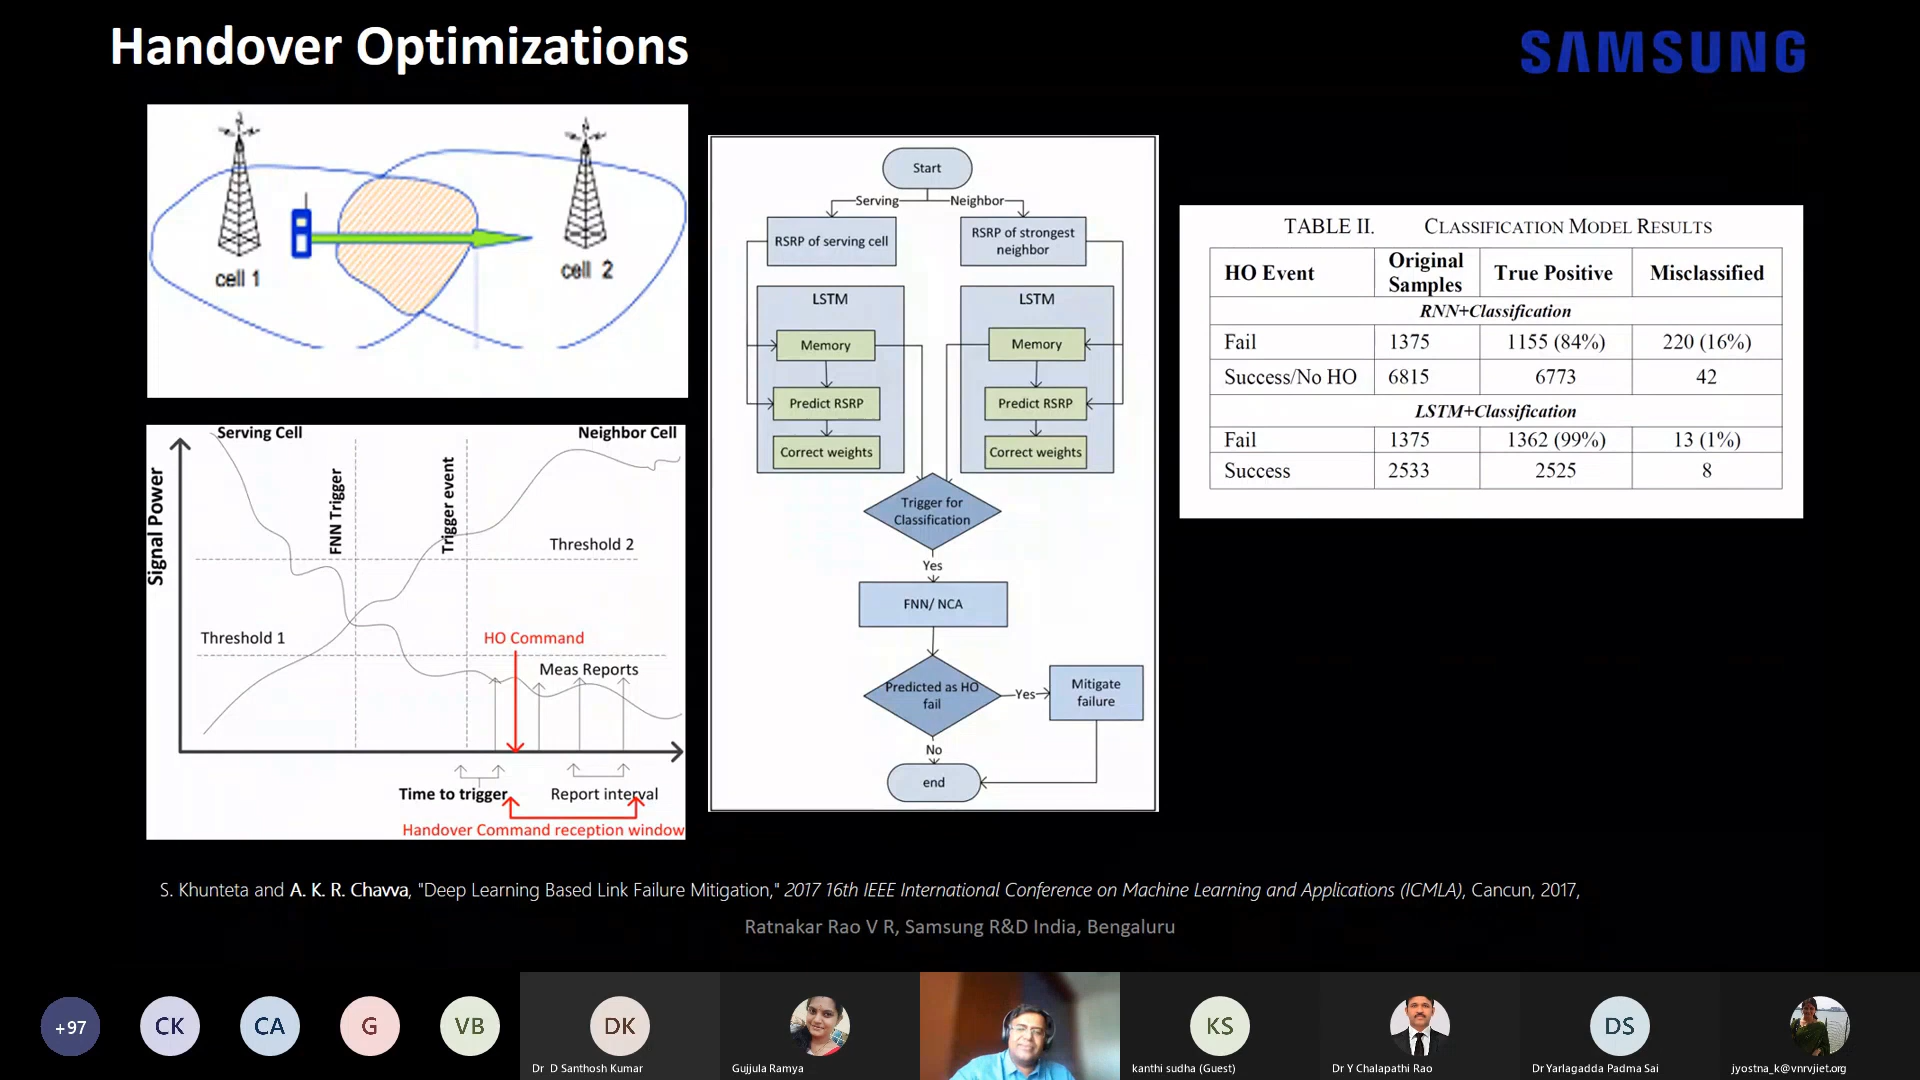 Handover Optimizations
SAMSUNG
cell 1
cell 2
Serving Cell
Neighbor Cell
Signal Power
FNN Trigger
Trigger event
Threshold 2
Threshold 1
HO Command
Meas Reports
Time to trigger
Report interval
Handover Command reception window
Start
Serving
Neighbor
RSRP of serving cell
RSRP of strongest
neighbor
LSTM
Memory
Predict RSRP
Correct weights
LSTM
Memory
Predict RSRP
Correct weights
Trigger for
Classification
Yes
FNN/ NCA
Predicted as HO
fail
Yes
Mitigate
failure
No
end
TABLE II. CLASSIFICATION MODEL RESULTS
HO Event Original Samples True Positive Misclassified
RNN+Classification
Fail 1375 1155 (84%) 220 (16%)
Success/No HO 6815 6773 42
LSTM+Classification
Fail 1375 1362 (99%) 13 (1%)
Success 2533 2525 8
S. Khunteta and A. K. R. Chavva, "Deep Learning Based Link Failure Mitigation," 2017 16th IEEE International Conference on Machine Learning and Applications (ICMLA), Cancun, 2017,
Ratnakar Rao V R, Samsung R&D India, Bengaluru
+97
CK
CA
G
VB
DK
KS
DS
Dr D Santhosh Kumar
Gujjula Ramya
kanthi sudha (Guest)
Dr Y Chalapathi Rao
Dr Yarlagadda Padma Sai
jyostna_k@vnrvjiet.org